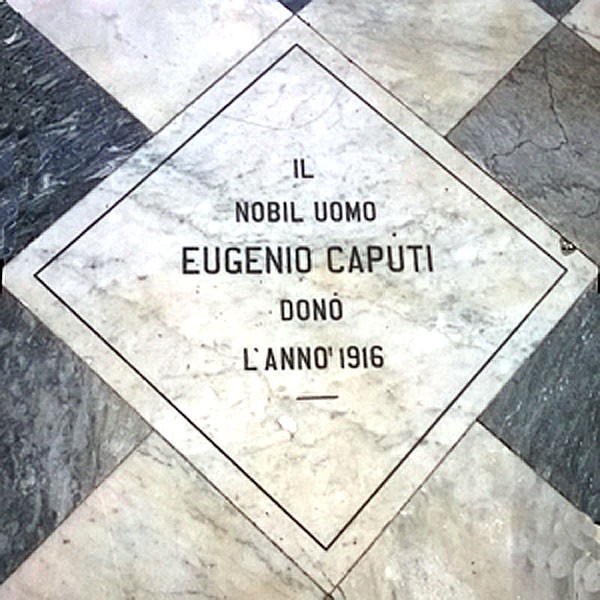 IL
NOBIL UOMO
EUGENIO CAPUTI
DONÒ
L'ANNO' 1916